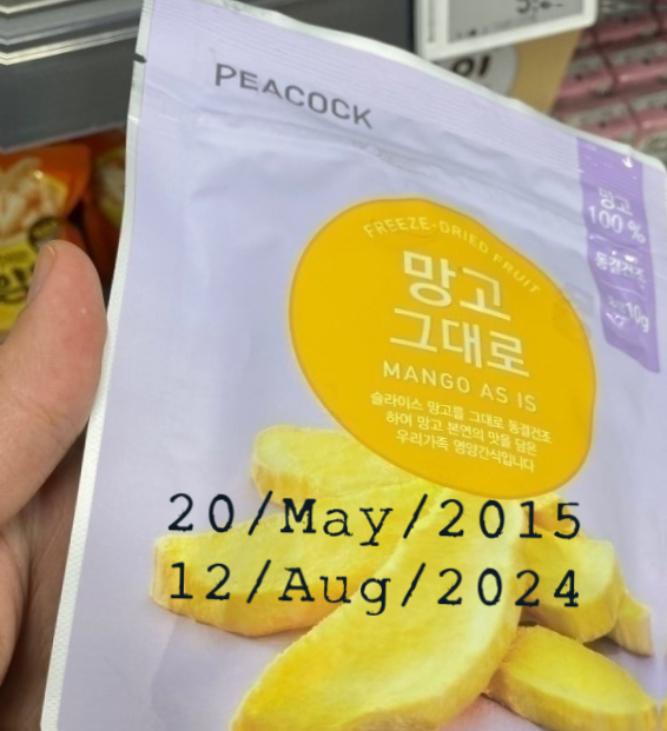 PEACOCK
망고
100 %
동결건조
10g
FREEZE-DRIED FRUIT
망고
그대로
MANGO AS IS
슬라이스 망고를 그대로 동결건조
하여 망고 본연의 맛을 담은
우리가족 영양간식입니다
20/May/2015
12/Aug/2024